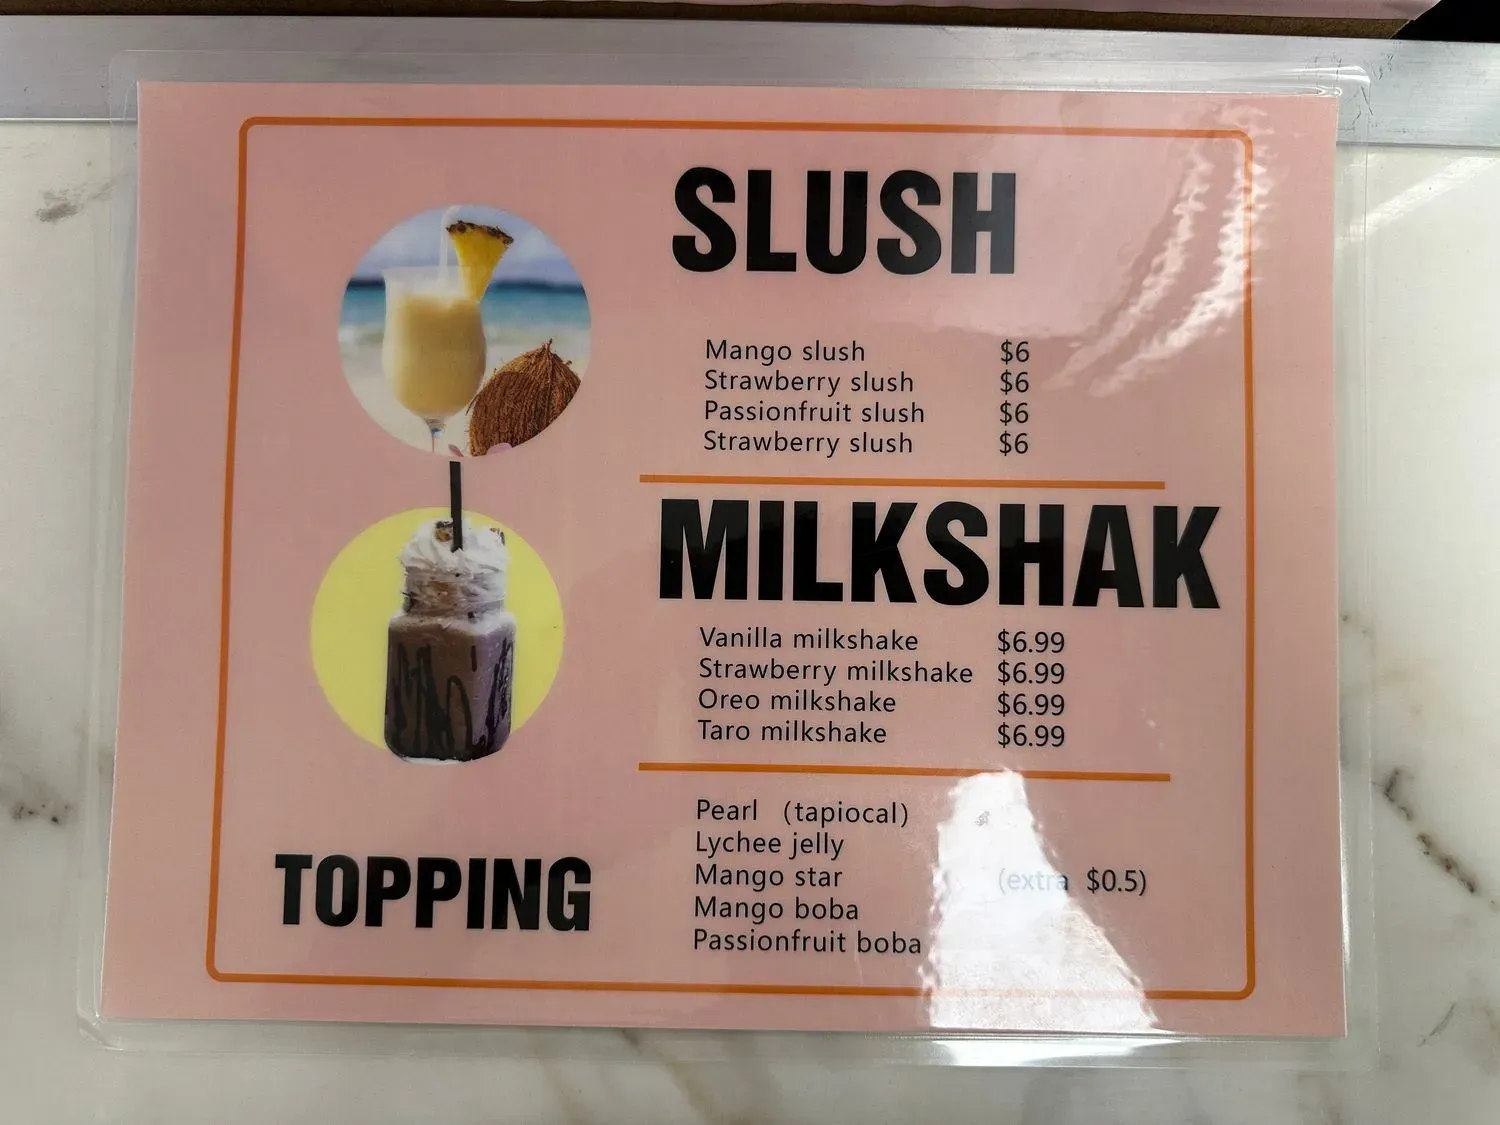 SLUSH
Mango slush $6
Strawberry slush $6
Passionfruit slush $6
Strawberry slush $6
MILKSHAK
Vanilla milkshake $6.99
Strawberry milkshake $6.99
Oreo milkshake $6.99
Taro milkshake $6.99
TOPPING
Pearl (tapiocal)
Lychee jelly
Mango star (extra $0.5)
Mango boba
Passionfruit boba